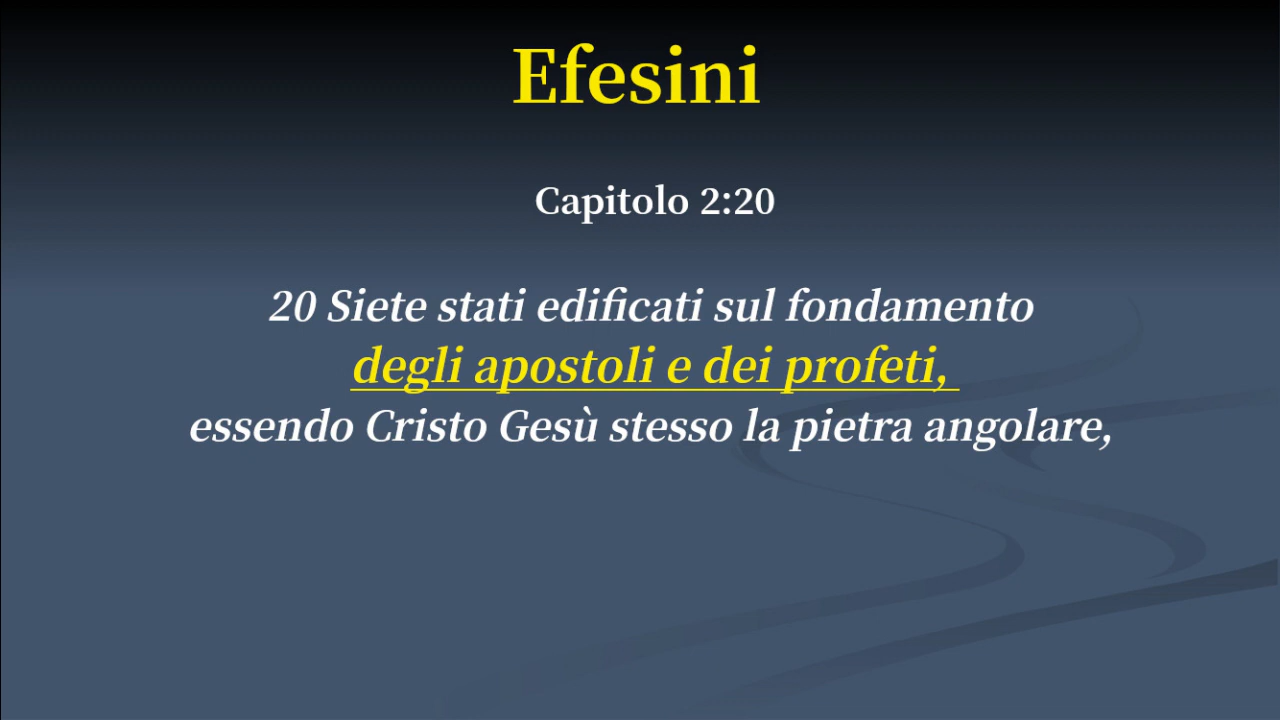 Efesini
Capitolo 2:20
20 Siete stati edificati sul fondamento
degli apostoli e dei profeti,
essendo Cristo Gesù stesso la pietra angolare,